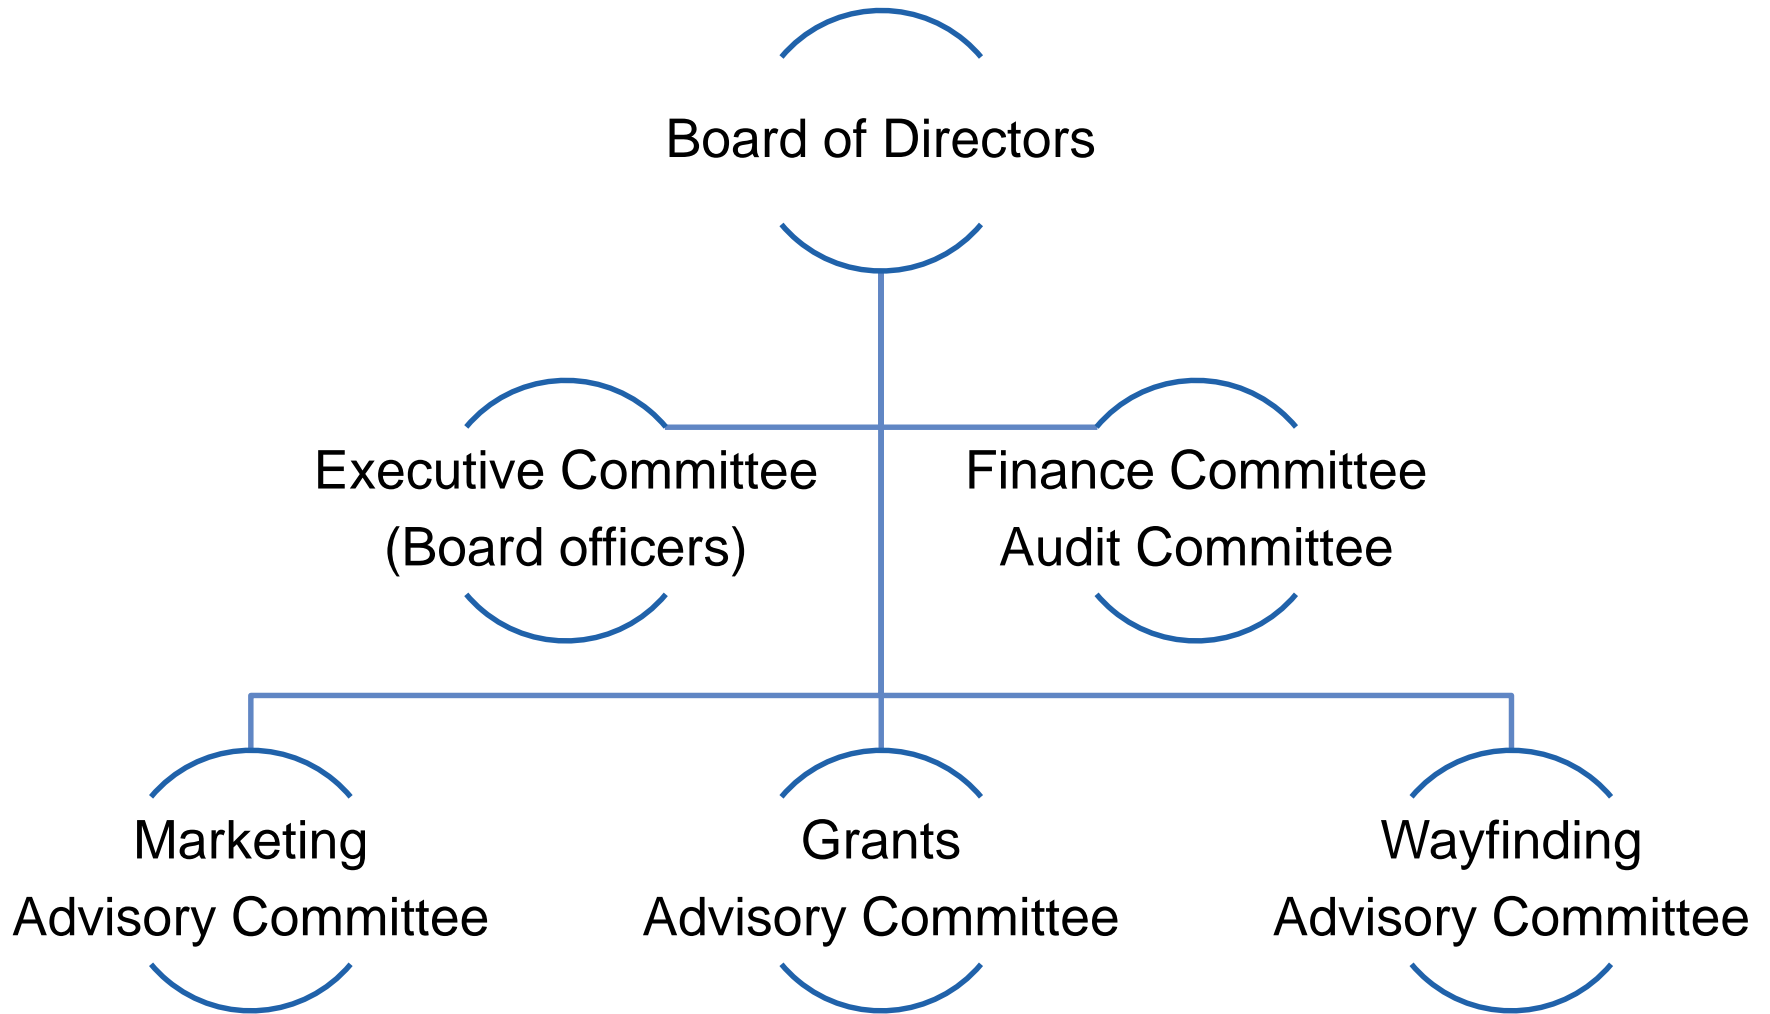 Board of Directors
Executive Committee
(Board officers)
Finance Committee
Audit Committee
Marketing
Advisory Committee
Grants
Advisory Committee
Wayfinding
Advisory Committee